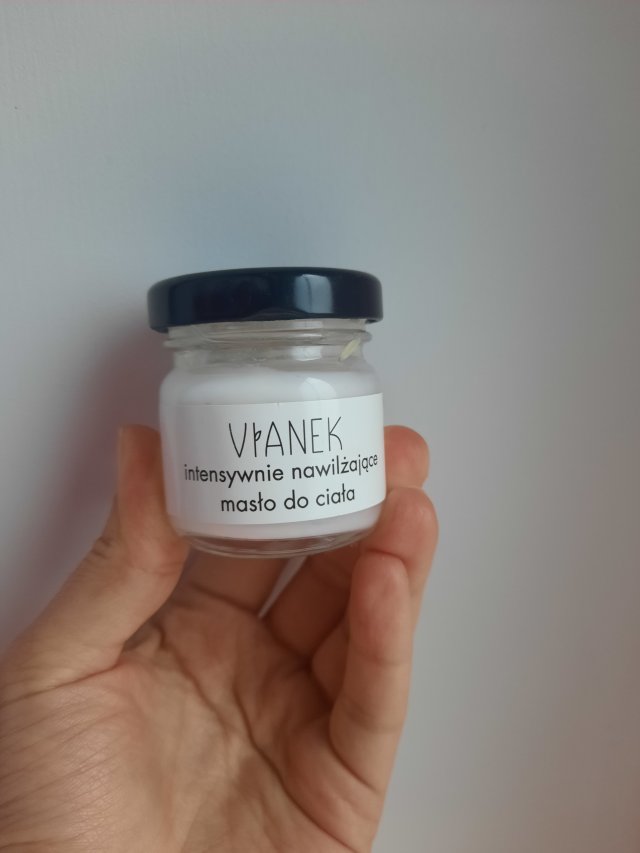 VIANEK
intensywnie nawilżające
masło do ciała